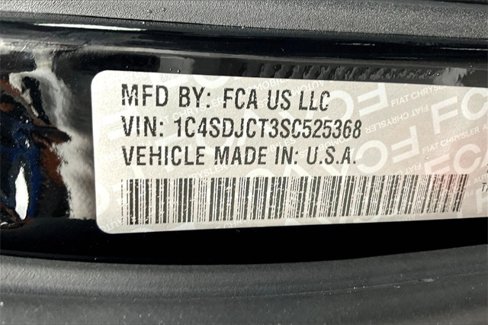 MFD BY: FCA US LLC
VIN: 1C4SDJCT3SC525368
VEHICLE MADE IN: U.S.A.